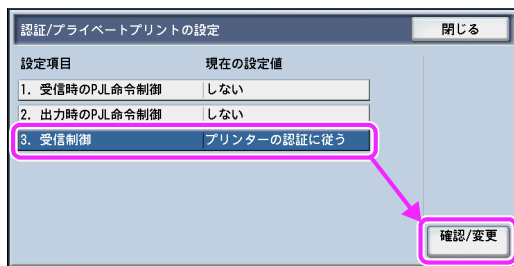 認証/プライベートプリントの設定 閉じる
設定項目 現在の設定値
1. 受信時のPJL命令制御 しない
2. 出力時のPJL命令制御 しない
3. 受信制御 プリンターの認証に従う
確認/変更